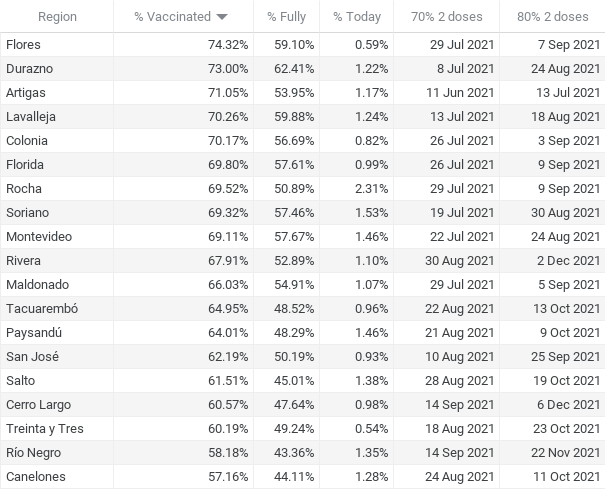 Region % Vaccinated % Fully % Today 70% 2 doses 80% 2 doses
Flores 74.32% 59.10% 0.59% 29 Jul 2021 7 Sep 2021
Durazno 73.00% 62.41% 1.22% 8 Jul 2021 24 Aug 2021
Artigas 71.05% 53.95% 1.17% 11 Jun 2021 13 Jul 2021
Lavalleja 70.26% 59.88% 1.24% 13 Jul 2021 18 Aug 2021
Colonia 70.17% 56.69% 0.82% 26 Jul 2021 3 Sep 2021
Florida 69.80% 57.61% 0.99% 26 Jul 2021 9 Sep 2021
Rocha 69.52% 50.89% 2.31% 29 Jul 2021 9 Sep 2021
Soriano 69.32% 57.46% 1.53% 19 Jul 2021 30 Aug 2021
Montevideo 69.11% 57.67% 1.46% 22 Jul 2021 24 Aug 2021
Rivera 67.91% 52.89% 1.10% 30 Aug 2021 2 Dec 2021
Maldonado 66.03% 54.91% 1.07% 29 Jul 2021 5 Sep 2021
Tacuarembó 64.95% 48.52% 0.96% 22 Aug 2021 13 Oct 2021
Paysandú 64.01% 48.29% 1.46% 21 Aug 2021 9 Oct 2021
San José 62.19% 50.19% 0.93% 10 Aug 2021 25 Sep 2021
Salto 61.51% 45.01% 1.38% 28 Aug 2021 19 Oct 2021
Cerro Largo 60.57% 47.64% 0.98% 14 Sep 2021 6 Dec 2021
Treinta y Tres 60.19% 49.24% 0.54% 18 Aug 2021 23 Oct 2021
Río Negro 58.18% 43.36% 1.35% 14 Sep 2021 22 Nov 2021
Canelones 57.16% 44.11% 1.28% 24 Aug 2021 11 Oct 2021